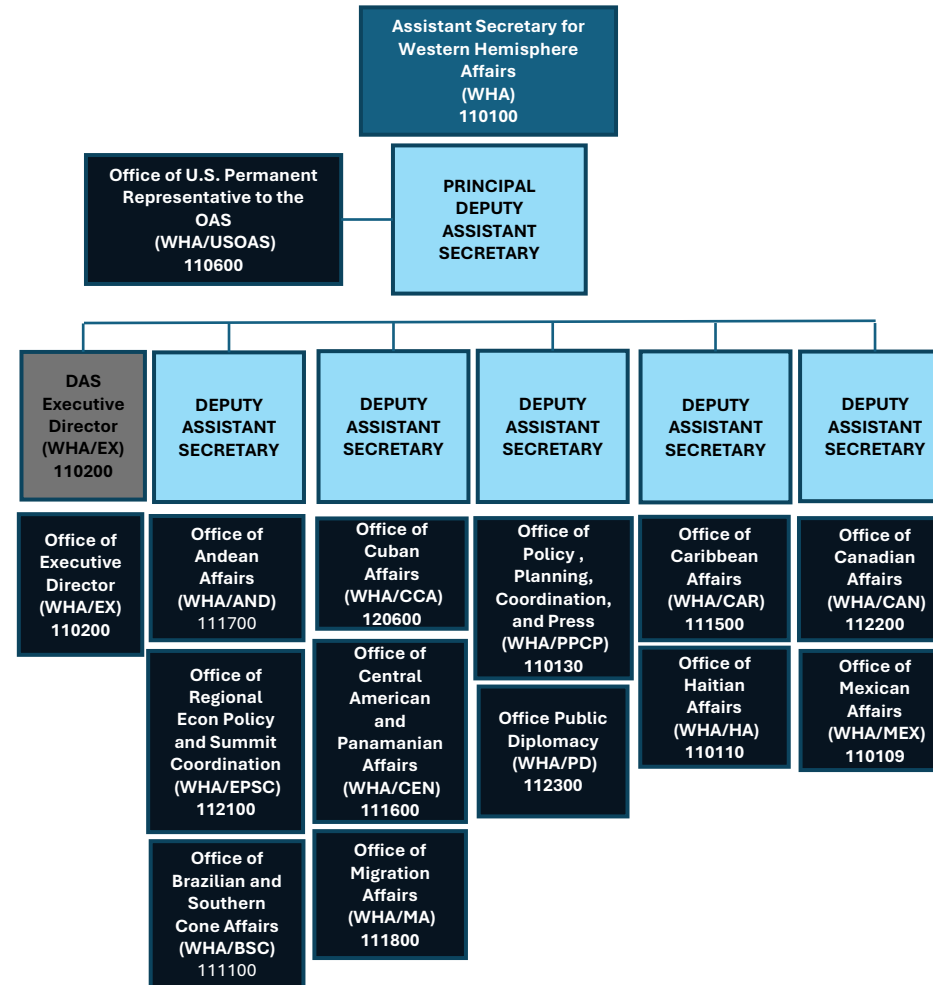 Assistant Secretary for
Western Hemisphere
Affairs
(WHA)
110100
Office of U.S. Permanent
Representative to the
OAS
(WHA/USOAS)
110600
PRINCIPAL
DEPUTY
ASSISTANT
SECRETARY
DAS
Executive
Director
(WHA/EX)
110200
DEPUTY
ASSISTANT
SECRETARY
DEPUTY
ASSISTANT
SECRETARY
DEPUTY
ASSISTANT
SECRETARY
DEPUTY
ASSISTANT
SECRETARY
DEPUTY
ASSISTANT
SECRETARY
Office of
Executive
Director
(WHA/EX)
110200
Office of
Andean
Affairs
(WHA/AND)
111700
Office of
Regional
Econ Policy
and Summit
Coordination
(WHA/EPSC)
112100
Office of
Brazilian and
Southern
Cone Affairs
(WHA/BSC)
111100
Office of
Cuban
Affairs
(WHA/CCA)
120600
Office of
Central
American
and
Panamanian
Affairs
(WHA/CEN)
111600
Office of
Migration
Affairs
(WHA/MA)
111800
Office of
Policy ,
Planning,
Coordination,
and Press
(WHA/PPCP)
110130
Office Public
Diplomacy
(WHA/PD)
112300
Office of
Caribbean
Affairs
(WHA/CAR)
111500
Office of
Haitian
Affairs
(WHA/HA)
110110
Office of
Canadian
Affairs
(WHA/CAN)
112200
Office of
Mexican
Affairs
(WHA/MEX)
110109